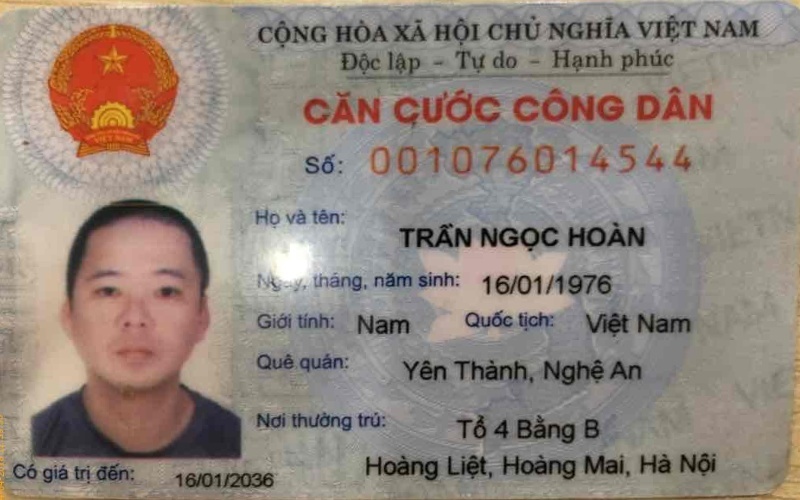 CỘNG HÒA XÃ HỘI CHỦ NGHĨA VIỆT NAM
Độc lập - Tự do - Hạnh phúc
CĂN CƯỚC CÔNG DÂN
Số: 001076014544
Họ và tên: TRẦN NGỌC HOÀN
Ngày, tháng, năm sinh: 16/01/1976
Giới tính: Nam Quốc tịch: Việt Nam
Quê quán: Yên Thành, Nghệ An
Nơi thường trú: Tổ 4 Bằng B
Hoàng Liệt, Hoàng Mai, Hà Nội
Có giá trị đến: 16/01/2036
VIỆT NAM